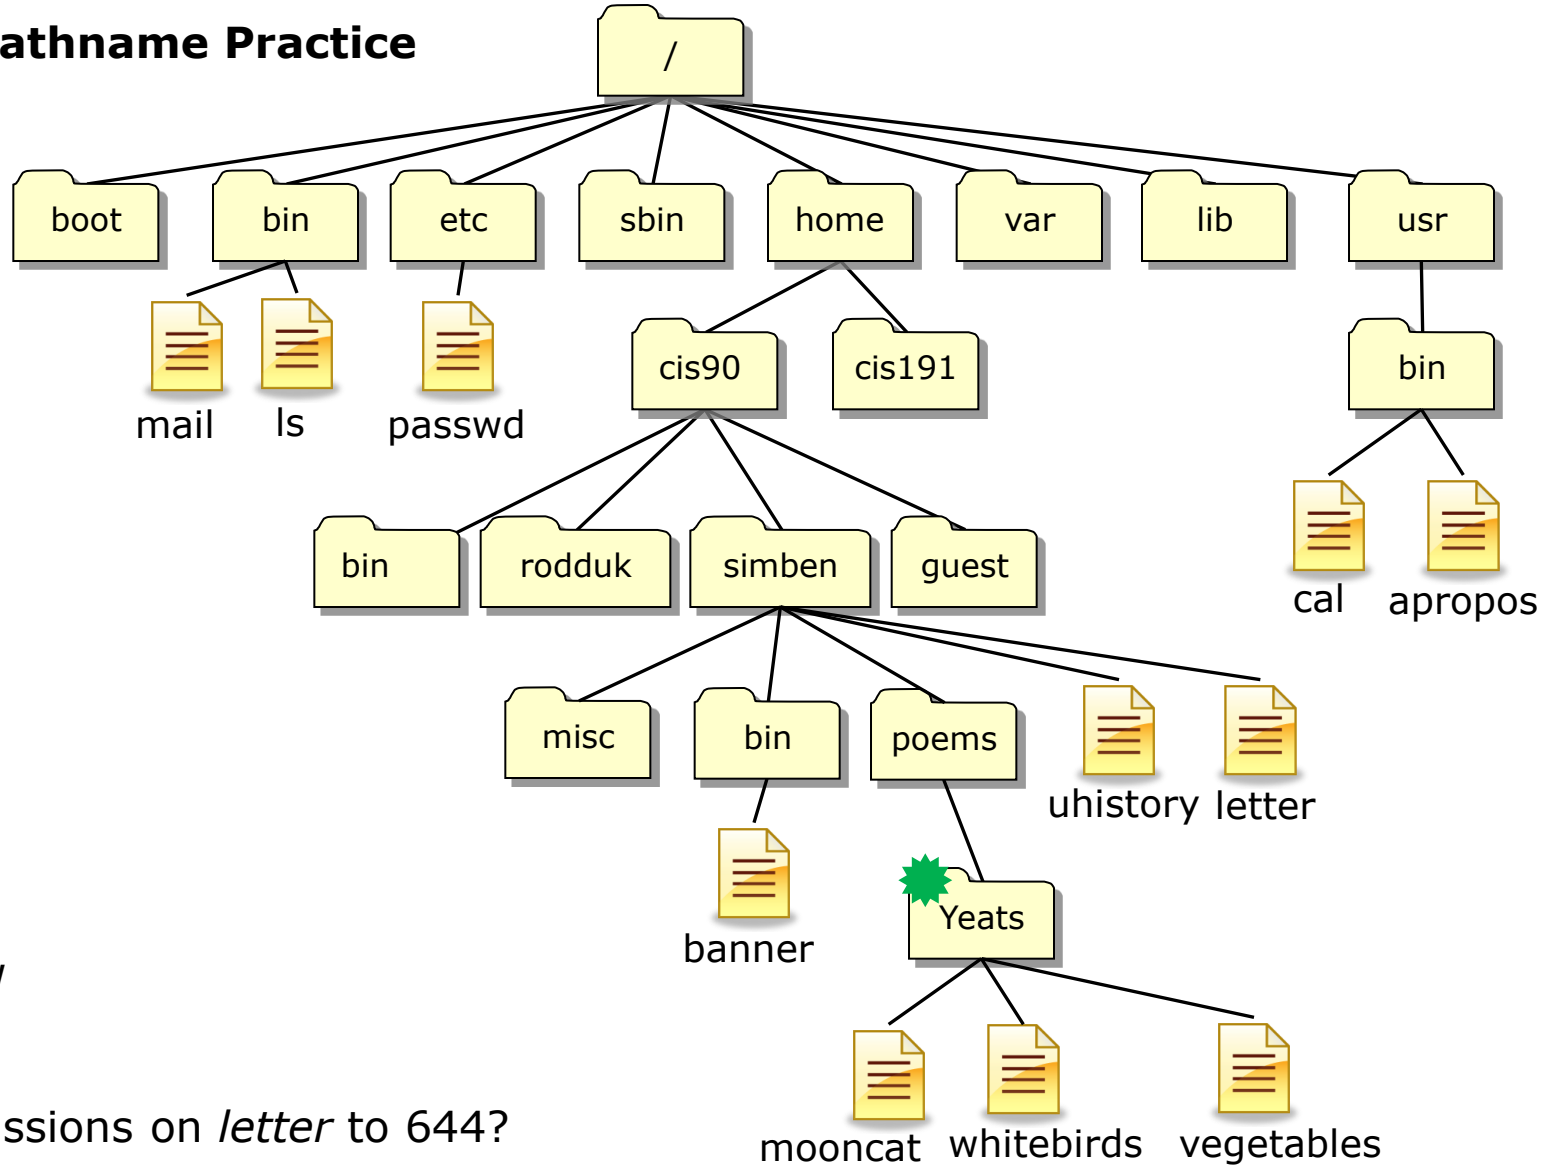 athname Practice
/
boot bin etc sbin home var lib usr
mail ls passwd
cis90 cis191 bin
bin rodduk simben guest
cal apropos
misc bin poems
uhistory letter
banner
Yeats
ssions on letter to 644?
mooncat whitebirds vegetables